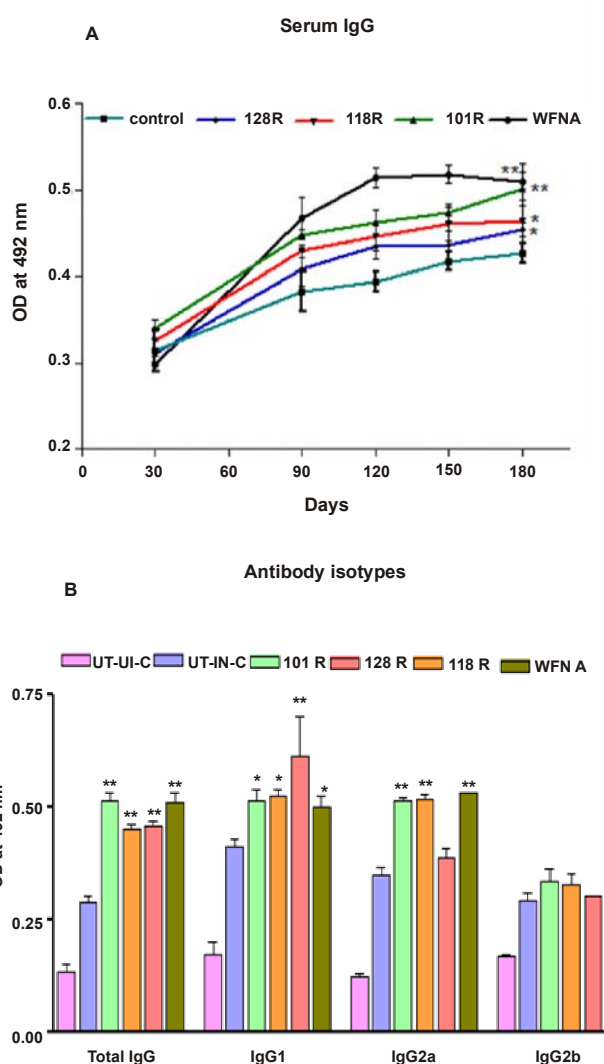 Serum IgG
A
0.6
control 128R 118R 101R WFNA
**
0.5
**
*
*
0.4
0.3
0.2
OD at 492 nm
0 30 60 90 120 150 180
Days
Antibody isotypes
B
UT-UI-C UT-IN-C 101 R 128 R 118 R WFN A
0.75
**
** ** ** **
* * *
** ** **
0.50
0.25
0.00
Total IgG IgG1 IgG2a IgG2b